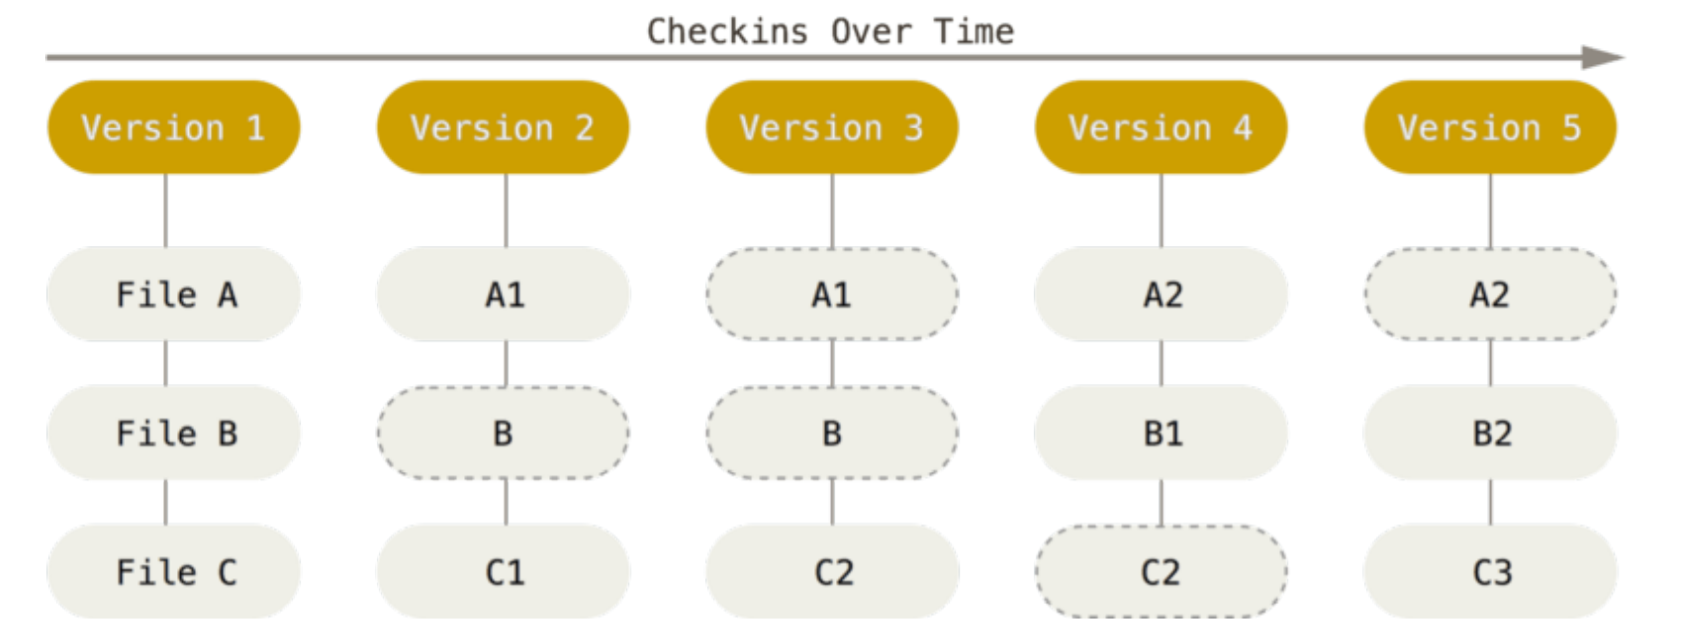 Checkins Over Time
Version 1 Version 2 Version 3 Version 4 Version 5
File A A1 A1 A2 A2
File B B B B1 B2
File C C1 C2 C2 C3